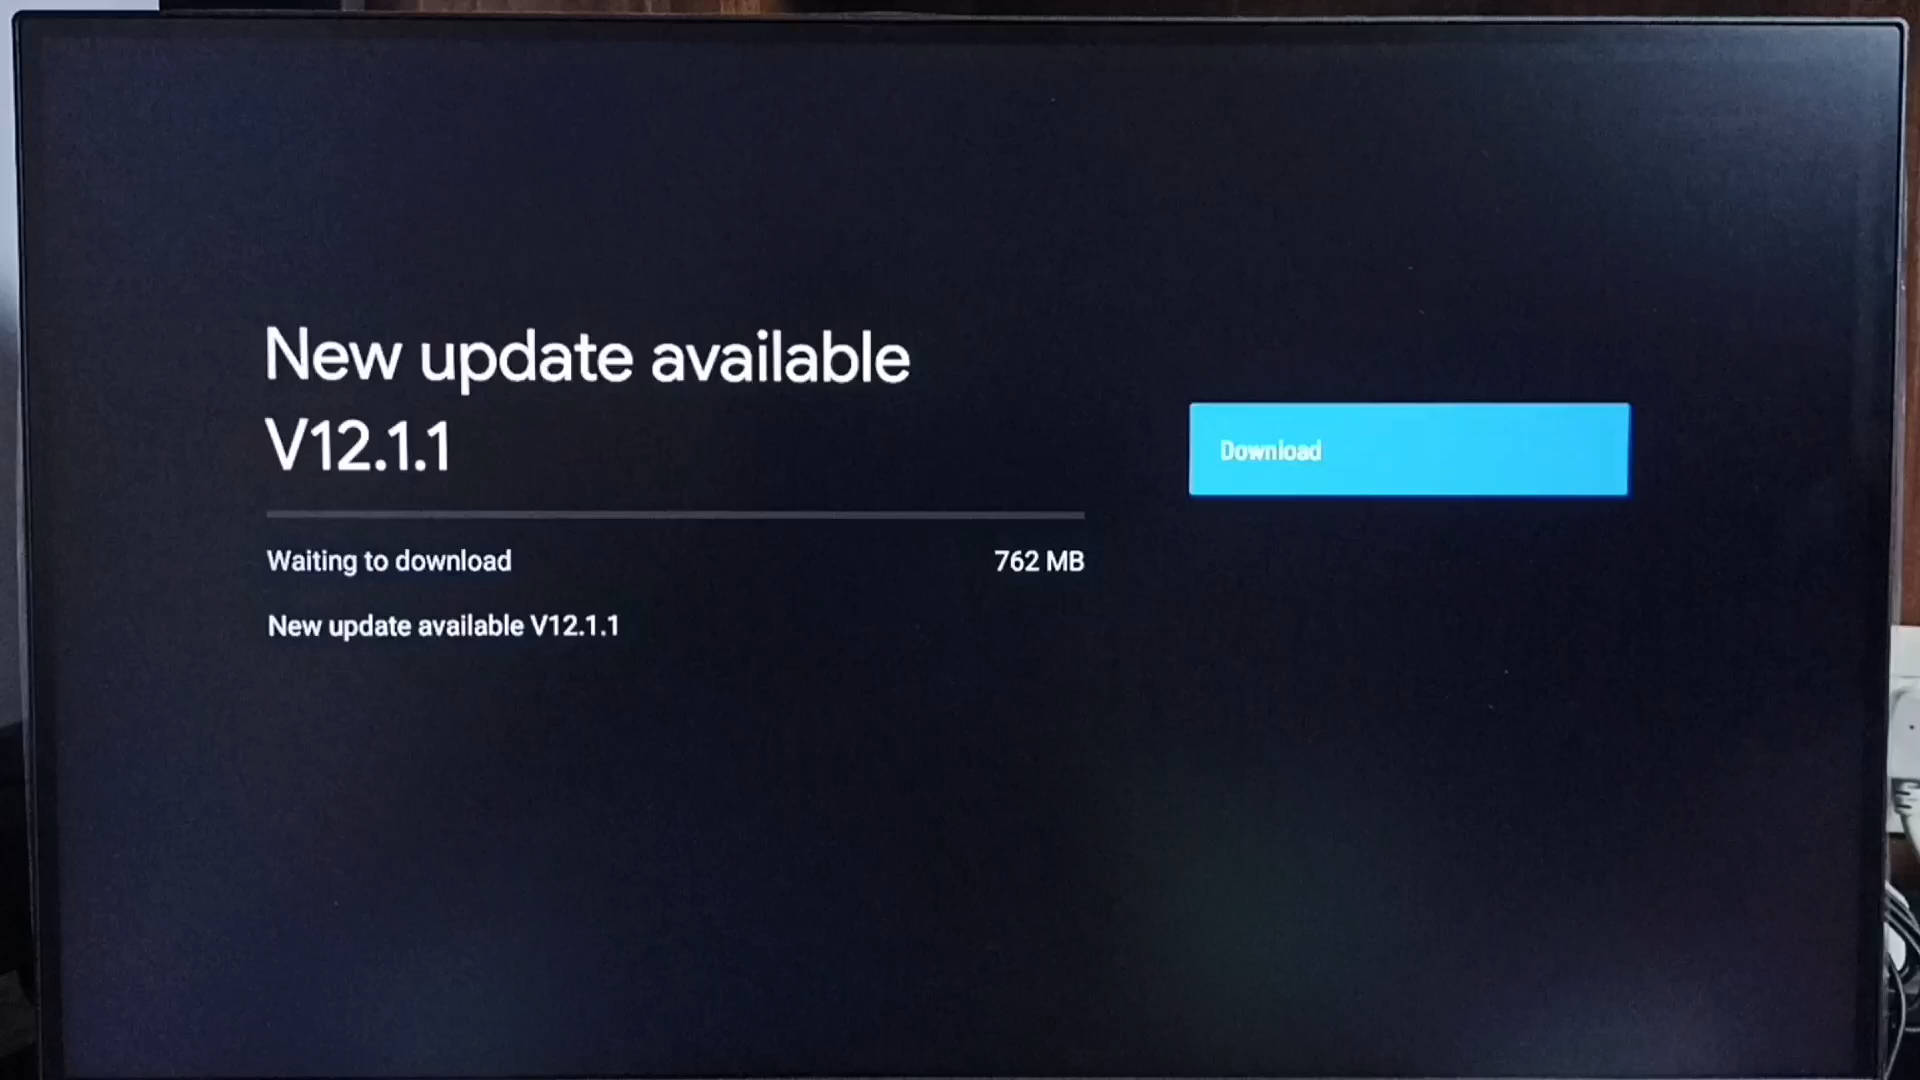 New update available
V12.1.1
Download
Waiting to download 762 MB
New update available V12.1.1